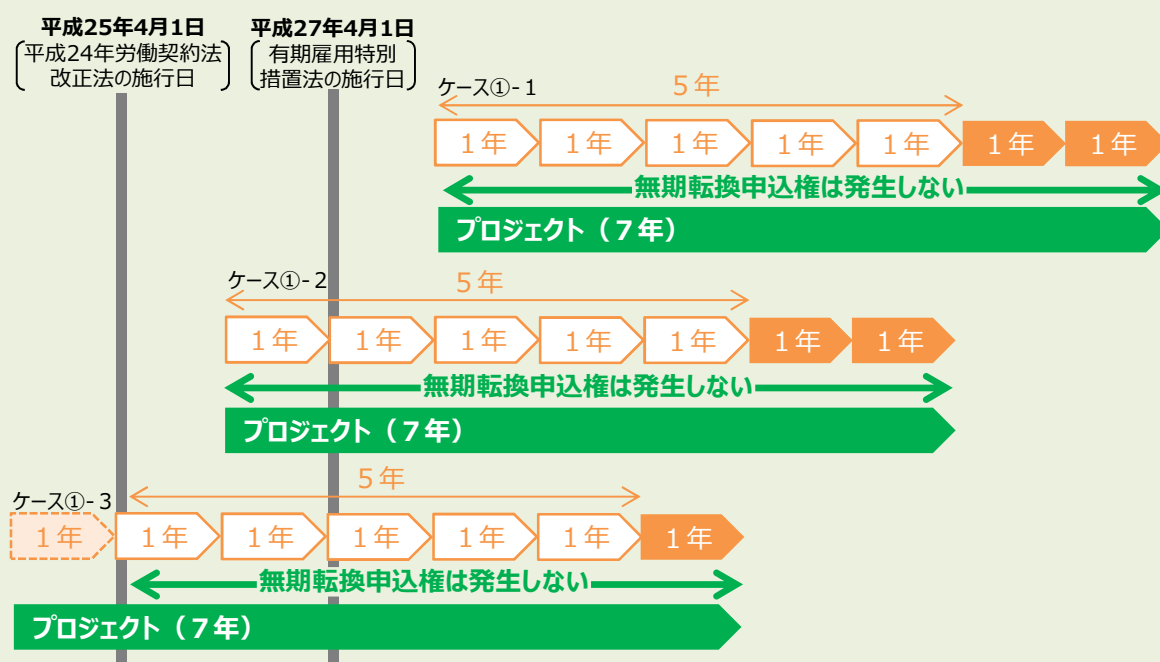 平成25年4月1日
平成24年労働契約法
改正法の施行日
平成27年4月1日
有期雇用特別
措置法の施行日
ケース①-1
5年
1年 1年 1年 1年 1年 1年 1年
無期転換申込権は発生しない
プロジェクト（7年）
ケース①-2
5年
1年 1年 1年 1年 1年 1年 1年
無期転換申込権は発生しない
プロジェクト（7年）
ケース①-3
5年
1年 1年 1年 1年 1年 1年 1年
無期転換申込権は発生しない
プロジェクト（7年）